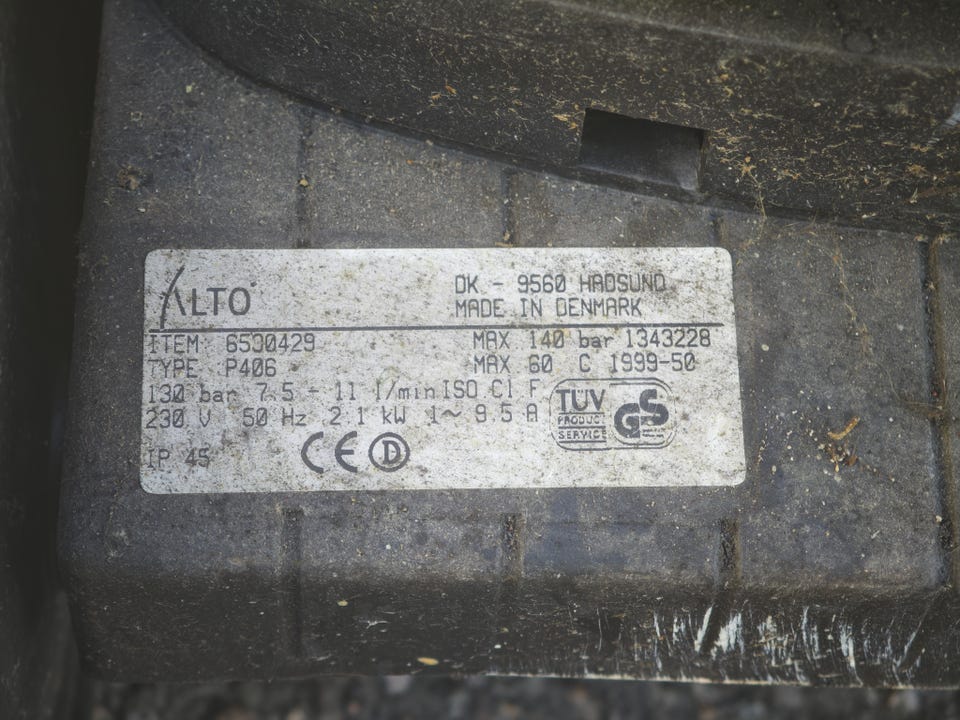 ALTO
DK - 9560 HADSUND
MADE IN DENMARK
ITEM 6530429 MAX 140 bar 1343228
TYPE P406 MAX 60 C 1999-50
130 bar 7.5 - 11 l/min ISO Cl F
230 V 50 Hz 2.1 kW 1~ 9.5 A
IP 45 CE D
TÜV
PRODUCT
SERVICE
GS